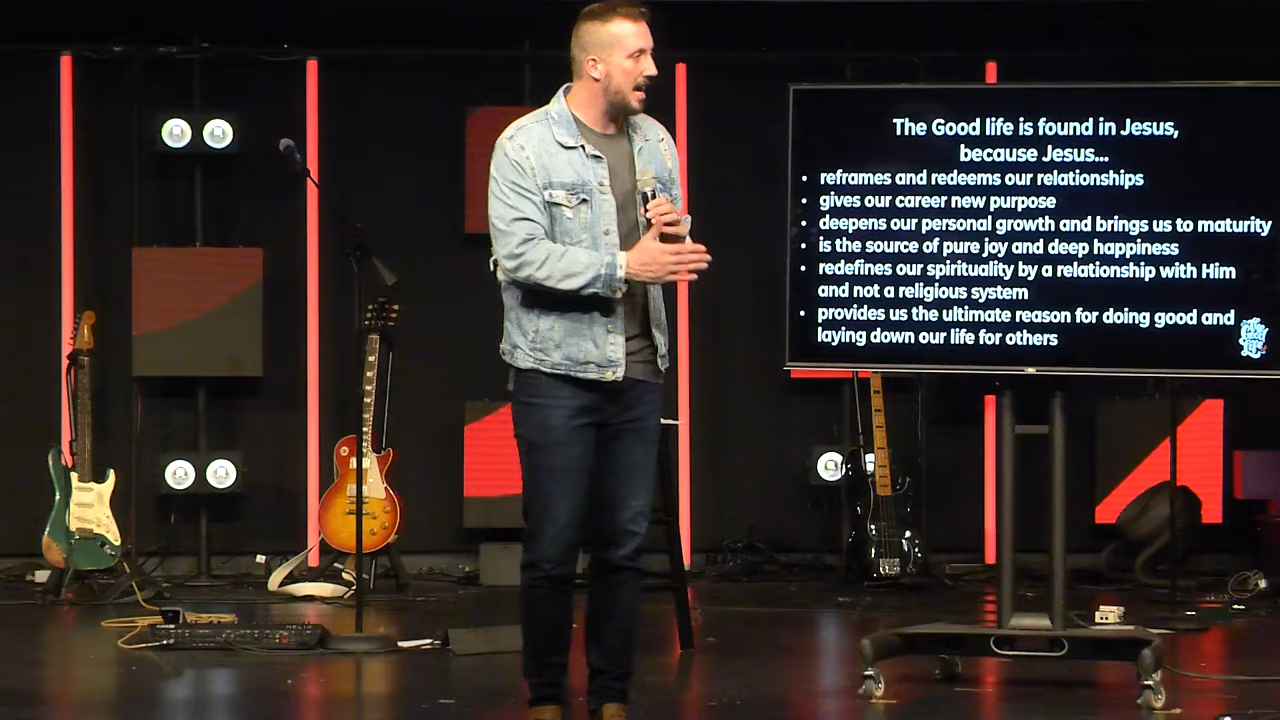 The Good life is found in Jesus,
because Jesus...
• reframes and redeems our relationships
• gives our career new purpose
• deepens our personal growth and brings us to maturity
• is the source of pure joy and deep happiness
• redefines our spirituality by a relationship with Him
and not a religious system
• provides us the ultimate reason for doing good and
laying down our life for others
HELIX